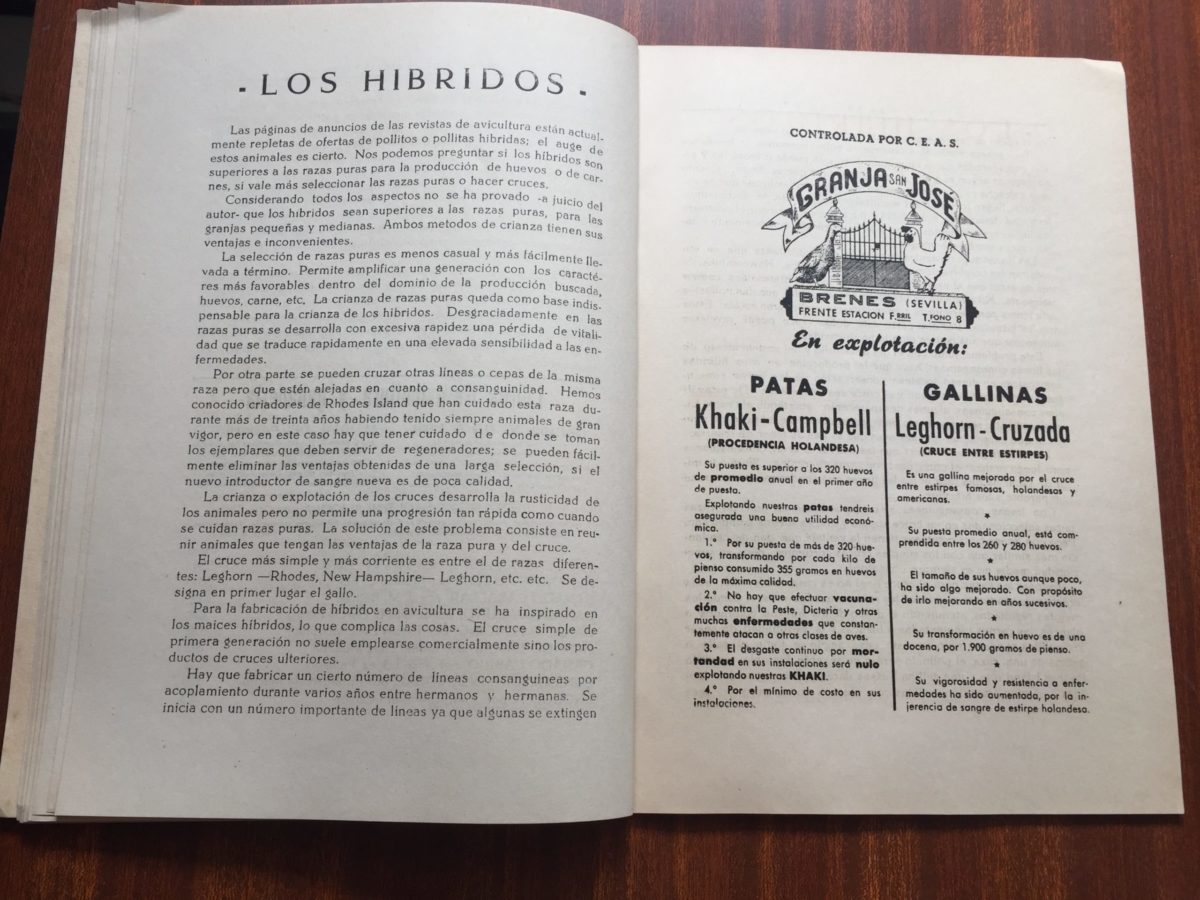 - LOS HIBRIDOS -
Las páginas de anuncios de las revistas de avicultura están actual-
mente repletas de ofertas de pollitos o pollitas hibridas; el auge de
estos animales es cierto. Nos podemos preguntar si los híbridos son
superiores a las razas puras para la producción de huevos o de car-
nes, si vale más seleccionar las razas puras o hacer cruces.
Considerando todos los aspectos no se ha provado -a juicio del
autor- que los hibridos sean superiores a las razas puras, para las
granjas pequeñas y medianas. Ambos metodos de crianza tienen sus
ventajas e inconvenientes.
La selección de razas puras es menos casual y más fácilmente lle-
vada a término. Permite amplificar una generación con los caracté-
res más favorables dentro del dominio de la producción buscada,
huevos, carne, etc. La crianza de razas puras queda como base indis-
pensable para la crianza de los hibridos. Desgraciadamente en las
razas puras se desarrolla con excesiva rapidez una pérdida de vitali-
dad que se traduce rapidamente en una elevada sensibilidad a las en-
fermedades.
Por otra parte se pueden cruzar otras líneas o cepas de la misma
raza pero que estén alejadas en cuanto a consanguinidad. Hemos
conocido criadores de Rhodes Island que han cuidado esta raza du-
rante más de treinta años habiendo tenido siempre animales de gran
vigor, pero en este caso hay que tener cuidado de donde se toman
los ejemplares que deben servir de regeneradores; se pueden fácil-
mente eliminar las ventajas obtenidas de una larga selección, si el
nuevo introductor de sangre nueva es de poca calidad.
La crianza o explotación de los cruces desarrolla la rusticidad de
los animales pero no permite una progresión tan rápida como cuando
se cuidan razas puras. La solución de este problema consiste en reu-
nir animales que tengan las ventajas de la raza pura y del cruce.
El cruce más simple y más corriente es entre el de razas diferen-
tes: Leghorn —Rhodes, New Hampshire— Leghorn, etc. etc. Se de-
signa en primer lugar el gallo.
Para la fabricación de híbridos en avicultura se ha inspirado en
los maices híbridos, lo que complica las cosas. El cruce simple de
primera generación no suele emplearse comercialmente sino los pro-
ductos de cruces ulteriores.
Hay que fabricar un cierto número de líneas consanguineas por
acoplamiento durante varios años entre hermanos y hermanas. Se
inicia con un número importante de líneas ya que algunas se extingen
CONTROLADA POR C. E. A. S.
GRANJA SAN JOSÉ
BRENES (SEVILLA)
FRENTE ESTACION F.RRIL T.FONO 8
En explotación:
PATAS
Khaki-Campbell
(PROCEDENCIA HOLANDESA)
Su puesta es superior a los 320 huevos
de promedio anual en el primer año
de puesta.
Explotando nuestras patas tendreis
asegurada una buena utilidad econó-
mica.
1.º Por su puesta de más de 320 hue-
vos, transformando por cada kilo de
pienso consumido 355 gramos en huevos
de la máxima calidad.
2.º No hay que efectuar vacuna-
ción contra la Peste, Dicteria y otras
muchas enfermedades que constan-
temente atacan a otras clases de aves.
3.º El desgaste continuo por mor-
tandad en sus instalaciones será nulo
explotando nuestras KHAKI.
4.º Por el mínimo de costo en sus
instalaciones.
GALLINAS
Leghorn-Cruzada
(CRUCE ENTRE ESTIRPES)
Es una gallina mejorada por el cruce
entre estirpes famosas, holandesas y
americanas.
★
Su puesta promedio anual, está com-
prendida entre los 260 y 280 huevos.
★
El tamaño de sus huevos aunque poco,
ha sido algo mejorado. Con propósito
de irlo mejorando en años sucesivos.
★
Su transformación en huevo es de una
docena, por 1.900 gramos de pienso.
★
Su vigorosidad y resistencia a enfer-
medades ha sido aumentada, por la in-
jerencia de sangre de estirpe holandesa.